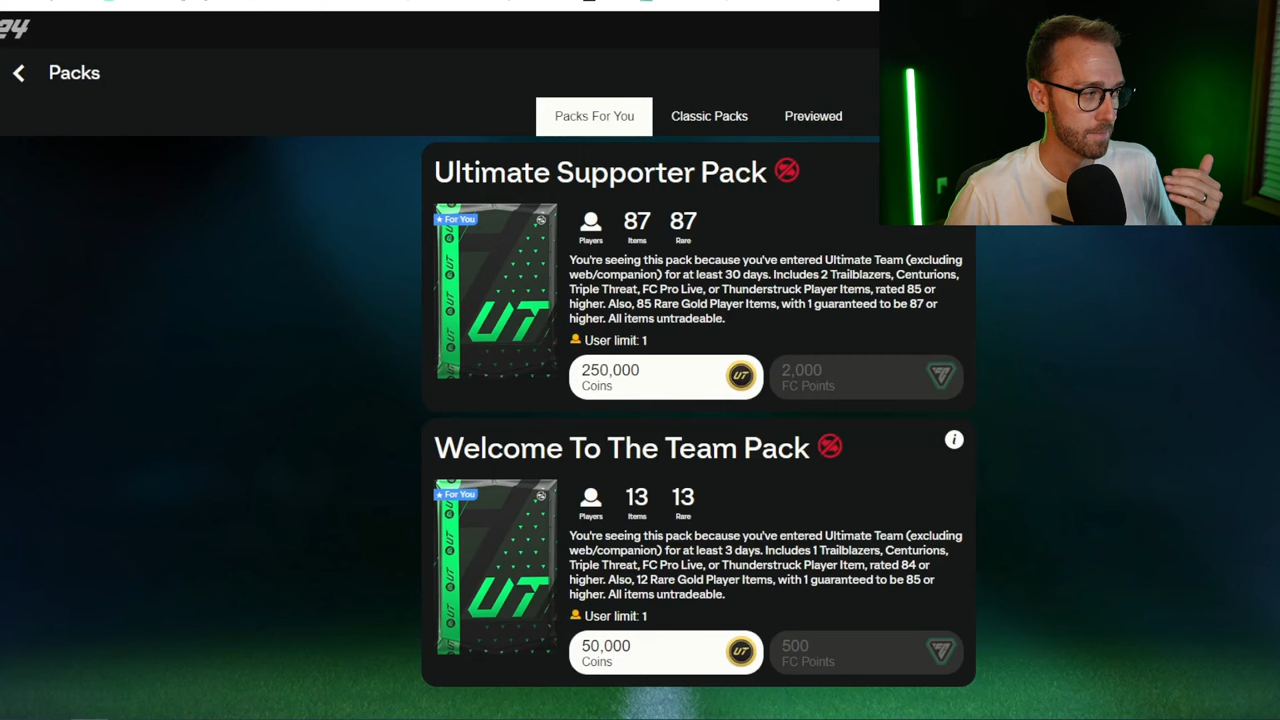 24
Packs
Packs For You
Classic Packs
Previewed
Ultimate Supporter Pack
For You
UT
87
87
Players
Items
Rare
You're seeing this pack because you've entered Ultimate Team (excluding
web/companion) for at least 30 days. Includes 2 Trailblazers, Centurions,
Triple Threat, FC Pro Live, or Thunderstruck Player Items, rated 85 or
higher. Also, 85 Rare Gold Player Items, with 1 guaranteed to be 87 or
higher. All items untradeable.
User limit: 1
250,000
Coins
UT
2,000
FC Points
Welcome To The Team Pack
i
For You
UT
13
13
Players
Items
Rare
You're seeing this pack because you've entered Ultimate Team (excluding
web/companion) for at least 3 days. Includes 1 Trailblazers, Centurions,
Triple Threat, FC Pro Live, or Thunderstruck Player Item, rated 84 or
higher. Also, 12 Rare Gold Player Items, with 1 guaranteed to be 85 or
higher. All items untradeable.
User limit: 1
50,000
Coins
UT
500
FC Points